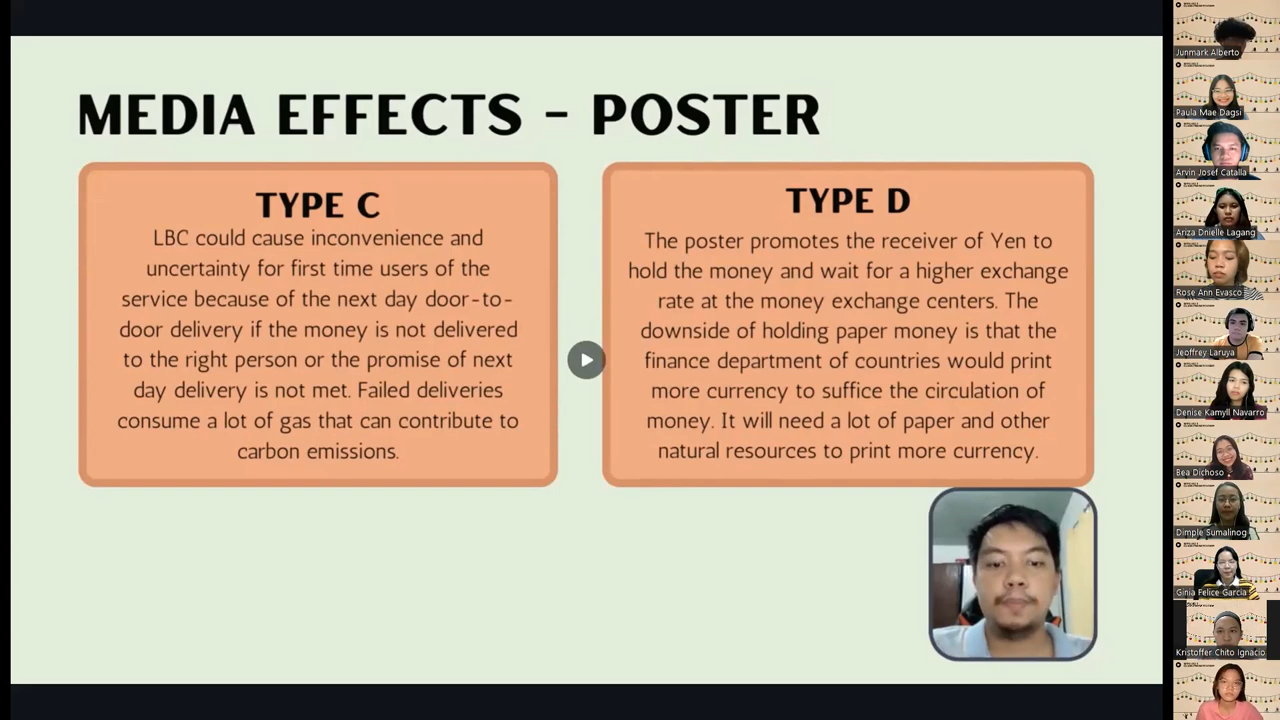 MEDIA EFFECTS - POSTER
TYPE C
LBC could cause inconvenience and
uncertainty for first time users of the
service because of the next day door-to-
door delivery if the money is not delivered
to the right person or the promise of next
day delivery is not met. Failed deliveries
consume a lot of gas that can contribute to
carbon emissions.
TYPE D
The poster promotes the receiver of Yen to
hold the money and wait for a higher exchange
rate at the money exchange centers. The
downside of holding paper money is that the
finance department of countries would print
more currency to suffice the circulation of
money. It will need a lot of paper and other
natural resources to print more currency.
Junmark Alberto
Paula Mae Dagsi
Arvin Josef Catalla
Ariza Dnielle Lagang
Rose Ann Evasco
Jeoffrey Laruya
Denise Kamyll Navarro
Bea Dichoso
Dimple Sumalinog
Ginia Felice Garcia
Kristoffer Chito Ignacio